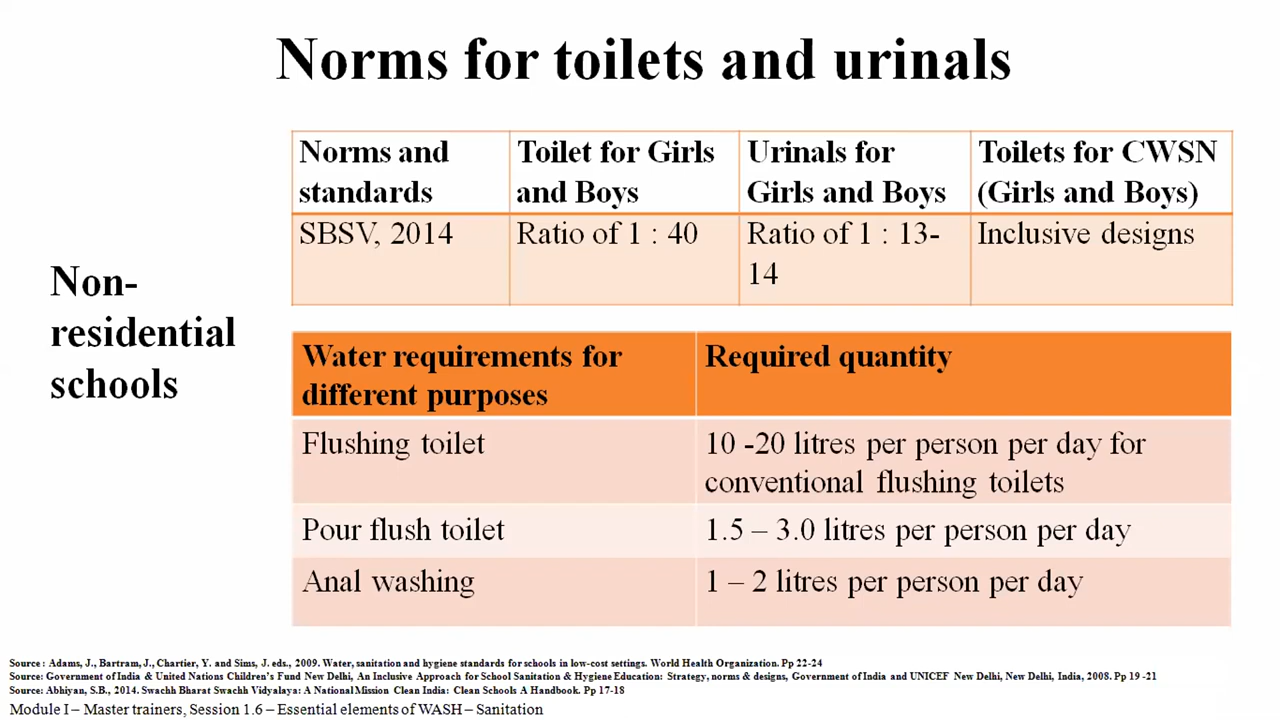 Norms for toilets and urinals
Non-
residential
schools
Norms and
standards
Toilet for Girls
and Boys
Urinals for
Girls and Boys
Toilets for CWSN
(Girls and Boys)
SBSV, 2014
Ratio of 1 : 40
Ratio of 1 : 13-
14
Inclusive designs
Water requirements for
different purposes
Required quantity
Flushing toilet
10 -20 litres per person per day for
conventional flushing toilets
Pour flush toilet
1.5 – 3.0 litres per person per day
Anal washing
1 – 2 litres per person per day
Source : Adams, J., Bartram, J., Chartier, Y. and Sims, J. eds., 2009. Water, sanitation and hygiene standards for schools in low-cost settings. World Health Organization. Pp 22-24
Source: Government of India & United Nations Children's Fund New Delhi, An Inclusive Approach for School Sanitation & Hygiene Education: Strategy, norms & designs, Government of India and UNICEF New Delhi, New Delhi, India, 2008. Pp 19 -21
Source: Abhiyan, S.B., 2014. Swachh Bharat Swachh Vidyalaya: A National Mission Clean India: Clean Schools A Handbook. Pp 17-18
Module I – Master trainers, Session 1.6 – Essential elements of WASH – Sanitation